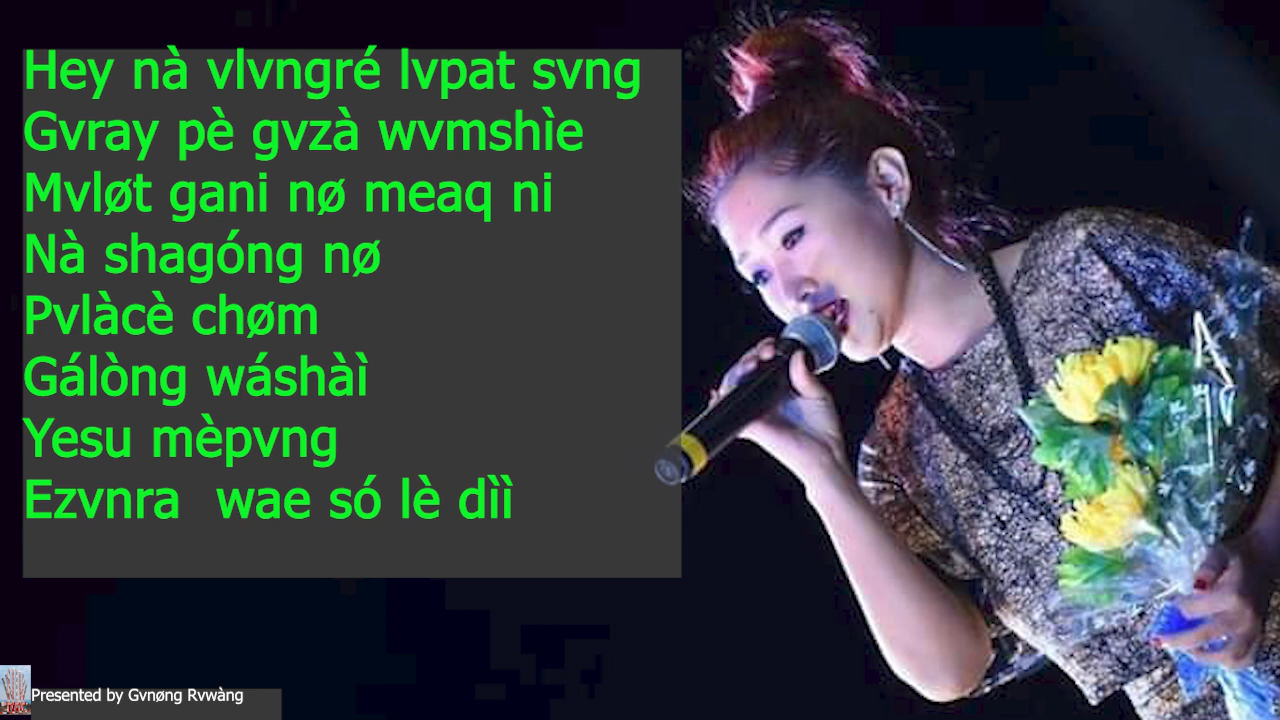 Hey nà vlvngré lvpat svng
Gvray pè gvzà wvmshìe
Mvløt gani nø meaq ni
Nà shagóng nø
Pvlàcè chøm
Gálòng wáshàì
Yesu mèpvng
Ezvnra wae só lè dìì
Presented by Gvnøng Rvwàng